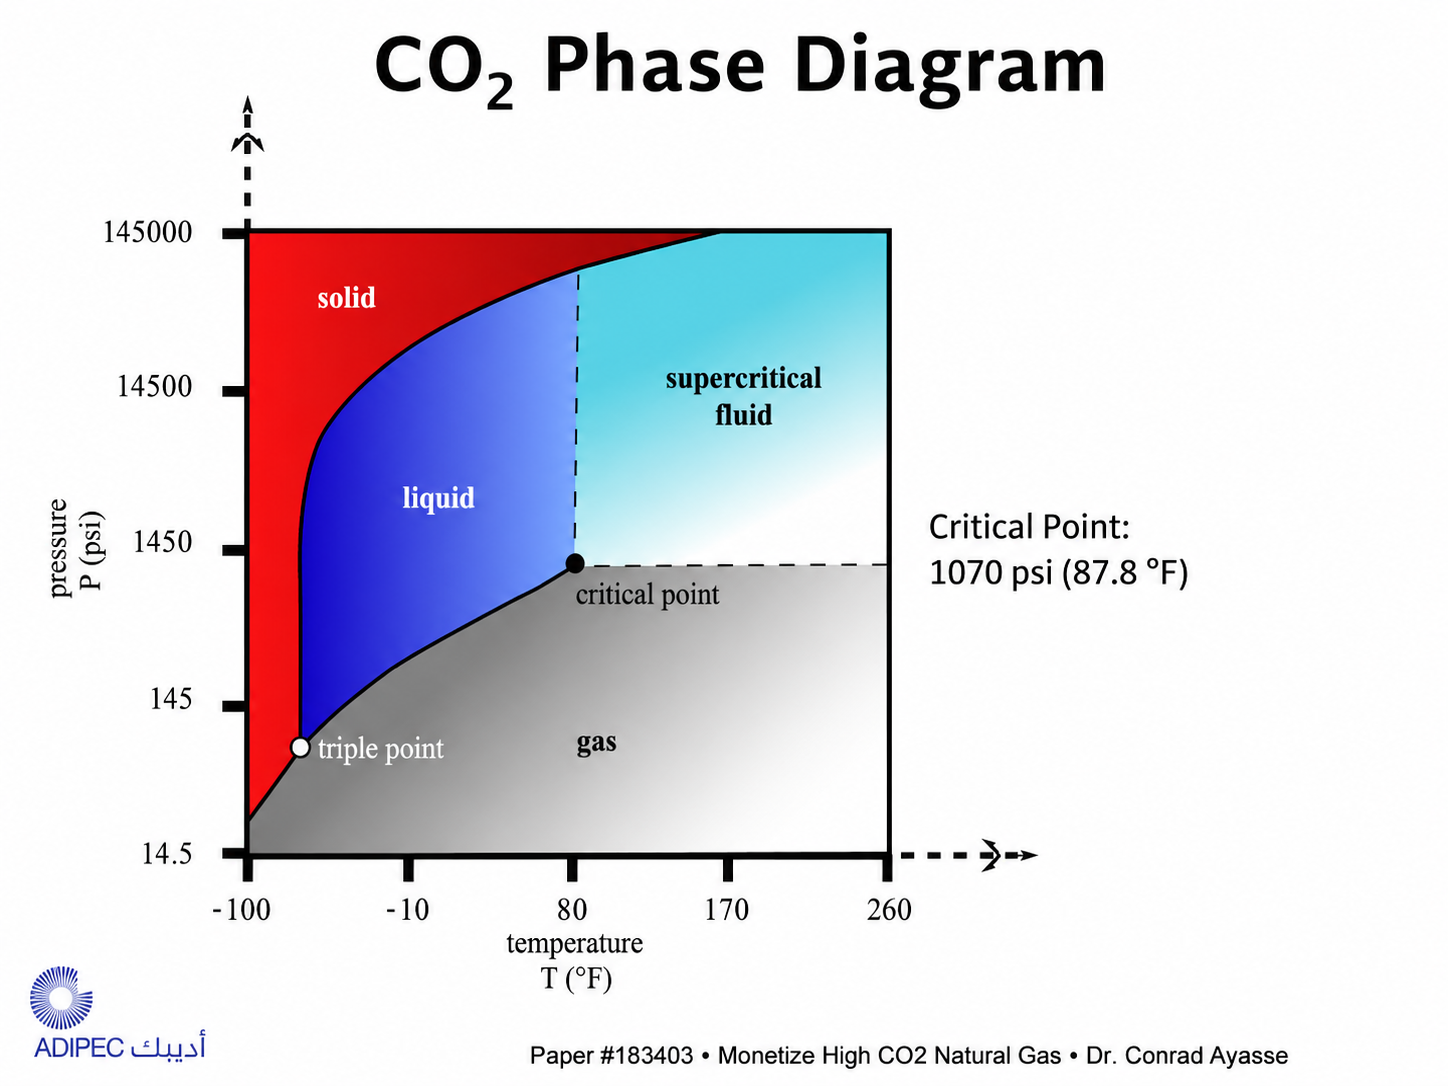 CO₂ Phase Diagram
145000
14500
1450
145
14.5
pressure
P (psi)
solid
liquid
supercritical
fluid
critical point
triple point
gas
Critical Point:
1070 psi (87.8 °F)
-100 -10 80 170 260
temperature
T (°F)
ADIPEC أديبك
Paper #183403 • Monetize High CO2 Natural Gas • Dr. Conrad Ayasse